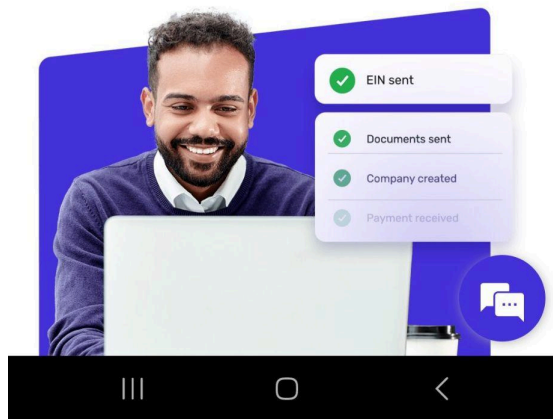 EIN sent
Documents sent
Company created
Payment received